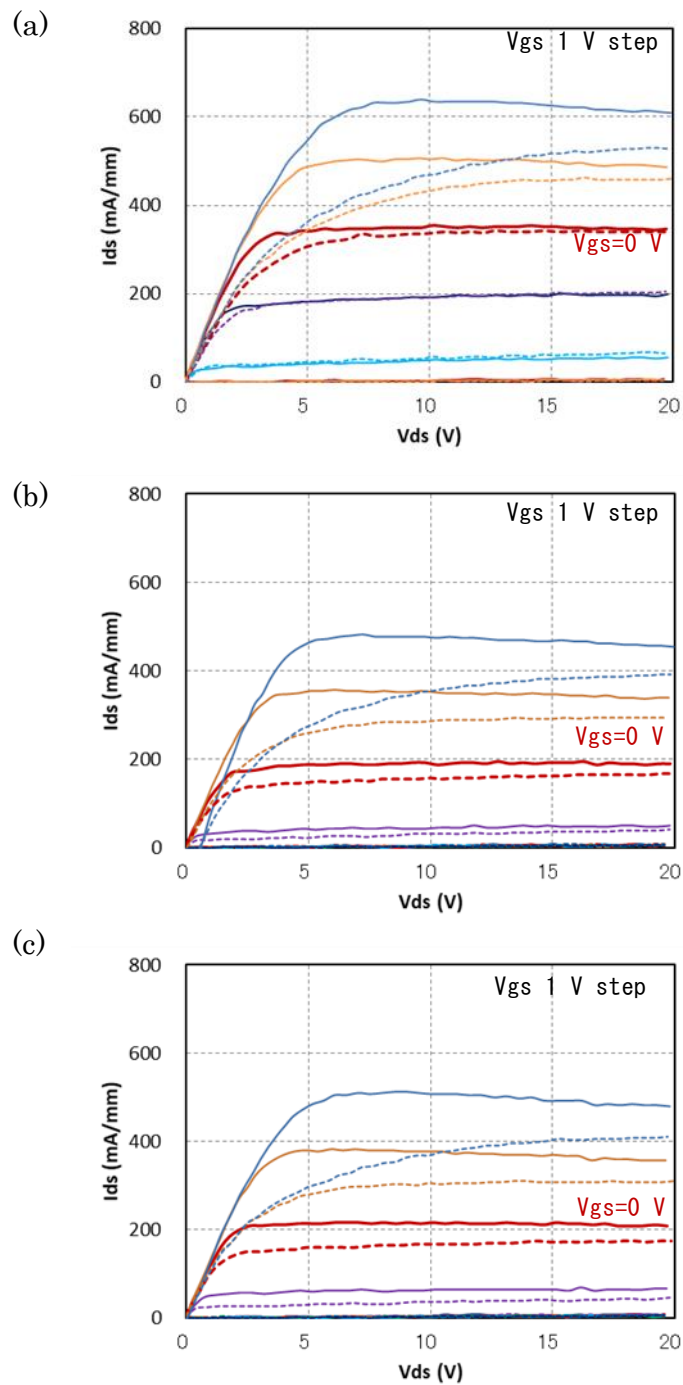 (a)
Vgs 1 V step
800
600
400
200
0
Ids (mA/mm)
Vgs=0 V
0 5 10 15 20
Vds (V)
(b)
Vgs 1 V step
800
600
400
200
0
Ids (mA/mm)
Vgs=0 V
0 5 10 15 20
Vds (V)
(c)
Vgs 1 V step
800
600
400
200
0
Ids (mA/mm)
Vgs=0 V
0 5 10 15 20
Vds (V)